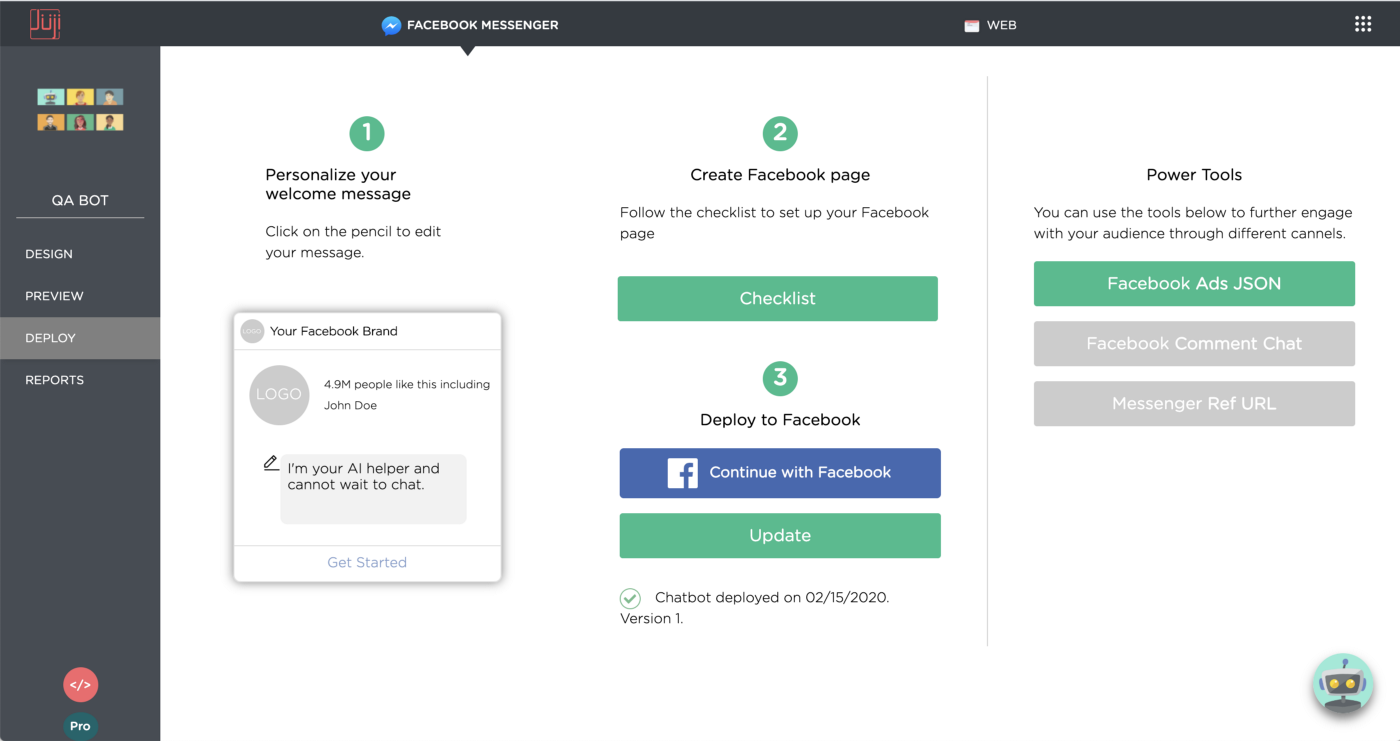 Jüji
FACEBOOK MESSENGER
WEB
QA BOT
DESIGN
PREVIEW
DEPLOY
REPORTS
</>
Pro
1
Personalize your
welcome message
Click on the pencil to edit
your message.
LOGO
Your Facebook Brand
LOGO
4.9M people like this including
John Doe
I'm your AI helper and
cannot wait to chat.
Get Started
2
Create Facebook page
Follow the checklist to set up your Facebook
page
Checklist
3
Deploy to Facebook
Continue with Facebook
Update
Chatbot deployed on 02/15/2020.
Version 1.
Power Tools
You can use the tools below to further engage
with your audience through different cannels.
Facebook Ads JSON
Facebook Comment Chat
Messenger Ref URL